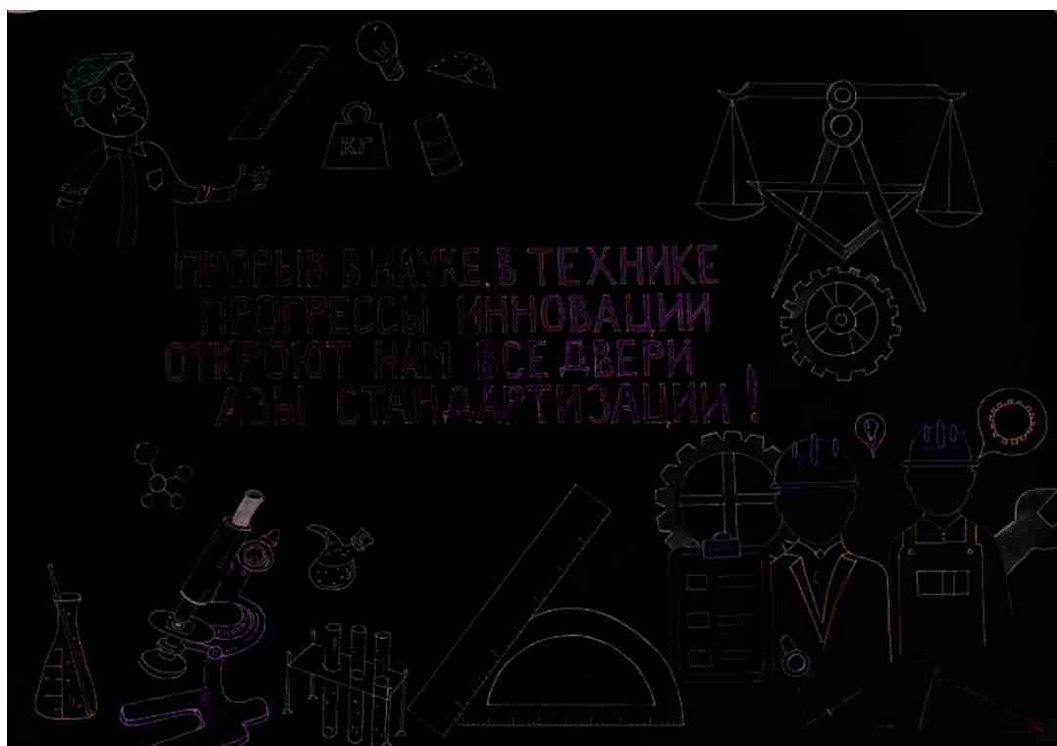 КГ
ПРОРЫВ В НАУКЕ, В ТЕХНИКЕ
ПРОГРЕССЫ ИННОВАЦИИ
ОТКРОЮТ НАМ ВСЕ ДВЕРИ
АЗЫ СТАНДАРТИЗАЦИИ!